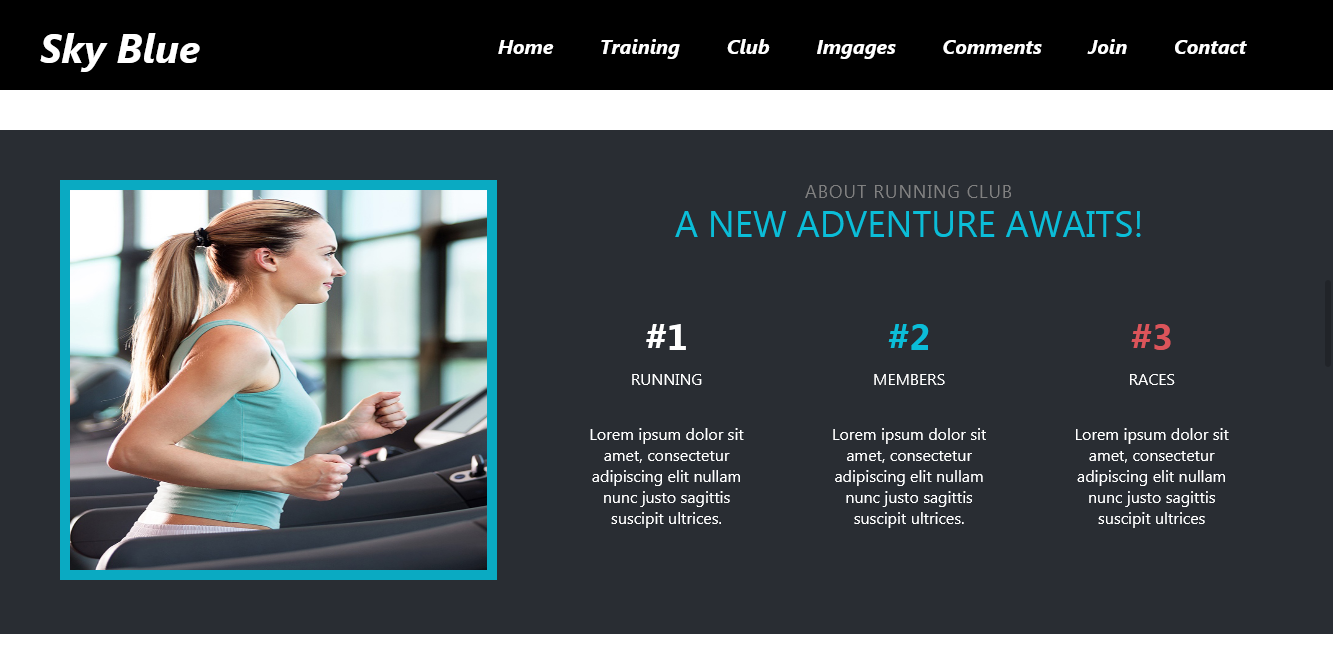 Sky Blue
Home Training Club Imgages Comments Join Contact
ABOUT RUNNING CLUB
A NEW ADVENTURE AWAITS!
#1
RUNNING
Lorem ipsum dolor sit
amet, consectetur
adipiscing elit nullam
nunc justo sagittis
suscipit ultrices.
#2
MEMBERS
Lorem ipsum dolor sit
amet, consectetur
adipiscing elit nullam
nunc justo sagittis
suscipit ultrices.
#3
RACES
Lorem ipsum dolor sit
amet, consectetur
adipiscing elit nullam
nunc justo sagittis
suscipit ultrices